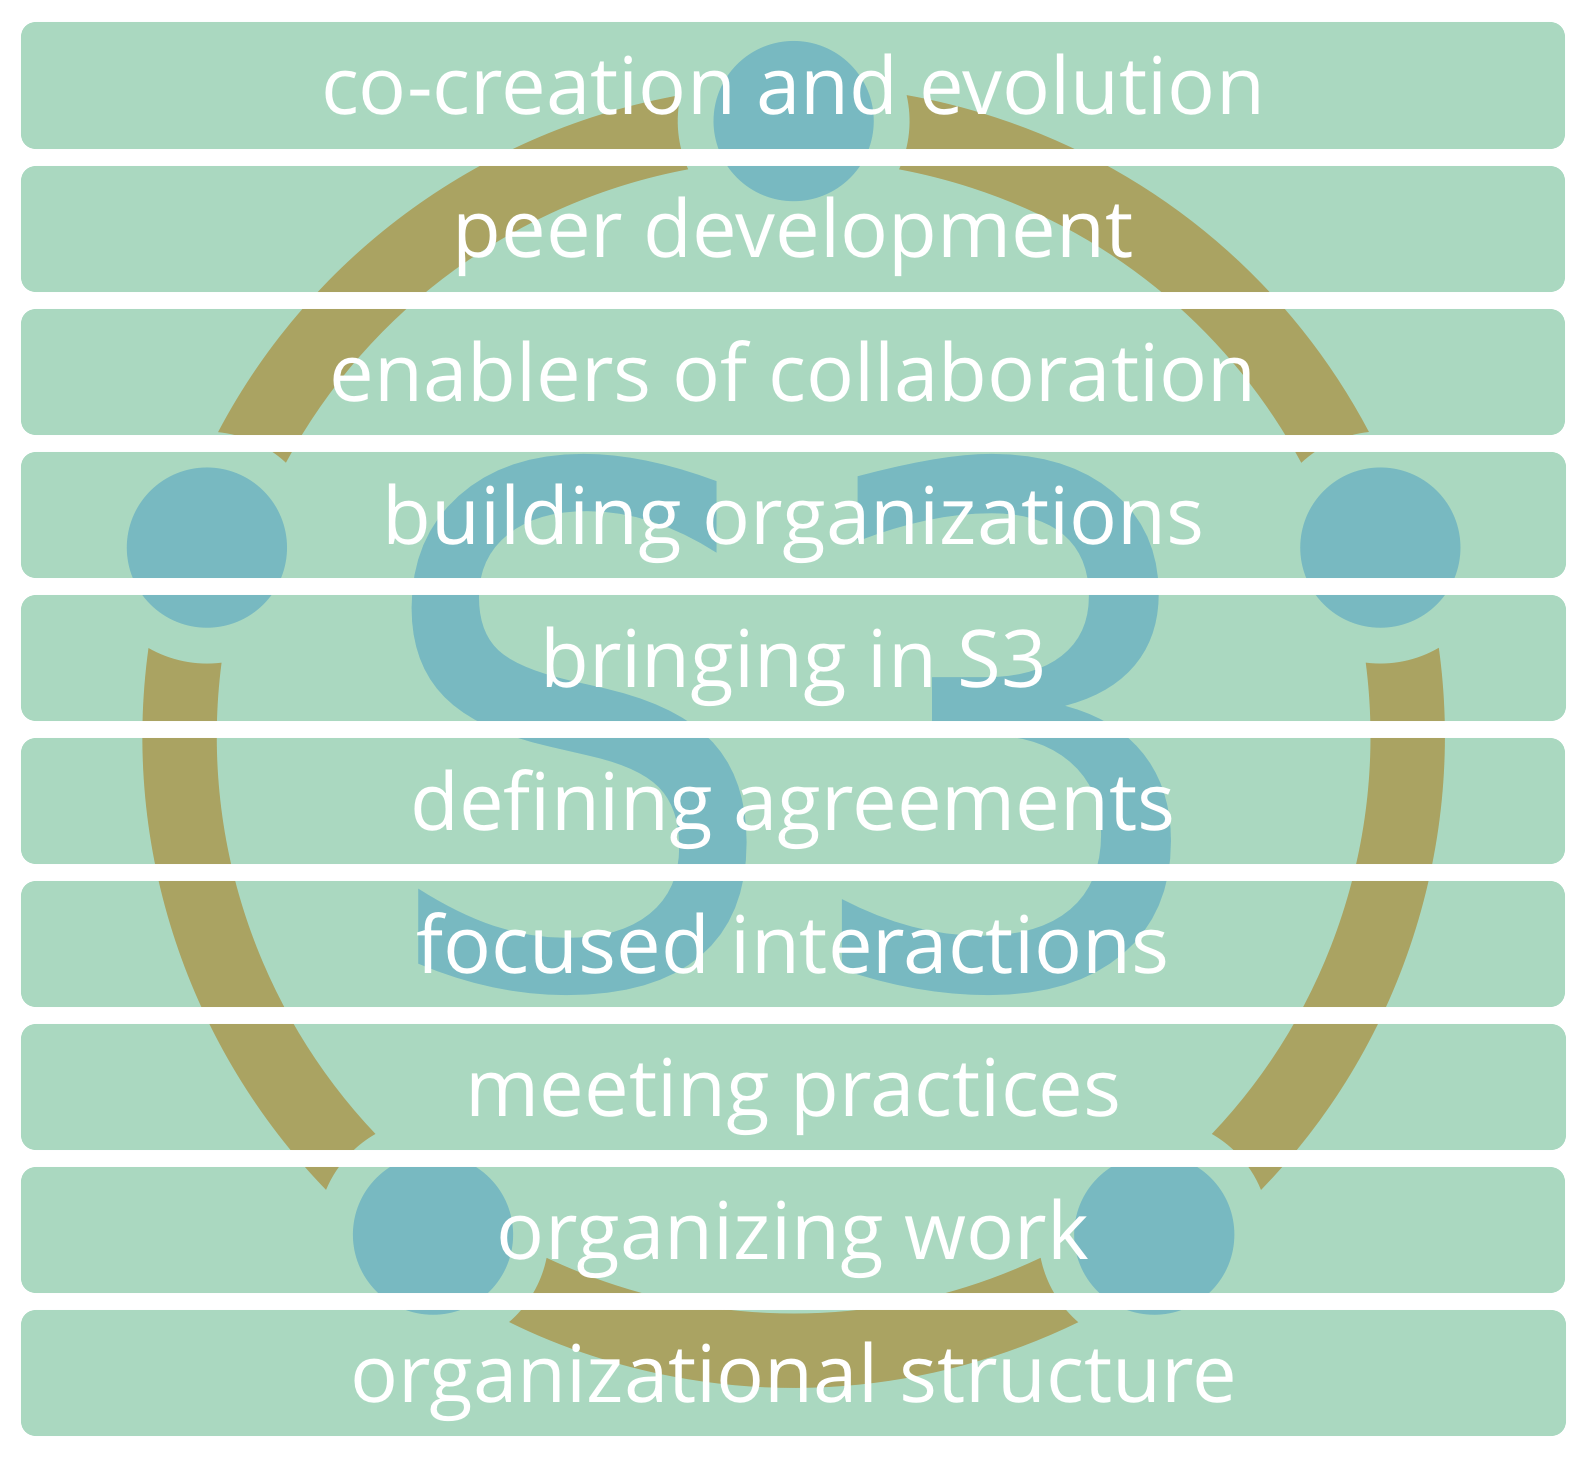 co-creation and evolution
peer development
enablers of collaboration
building organizations
bringing in S3
defining agreements
focused interactions
meeting practices
organizing work
organizational structure
S3